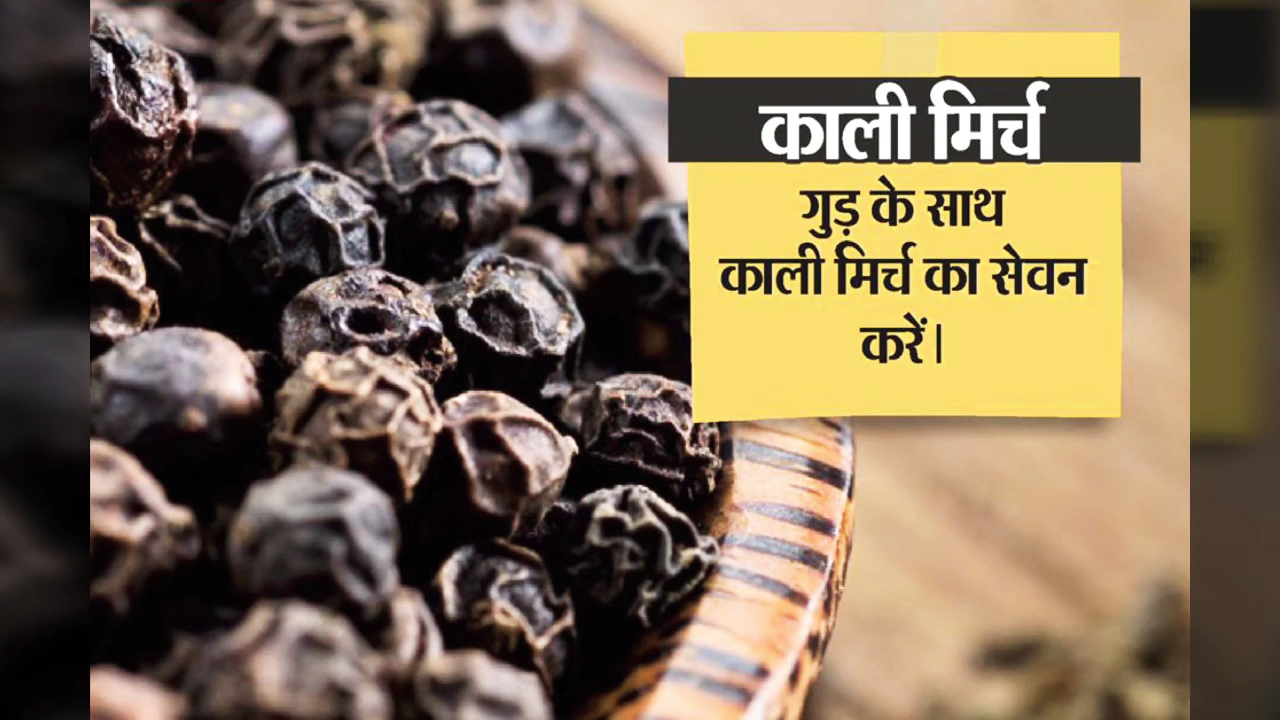 काली मिर्च
गुड़ के साथ
काली मिर्च का सेवन
करें।